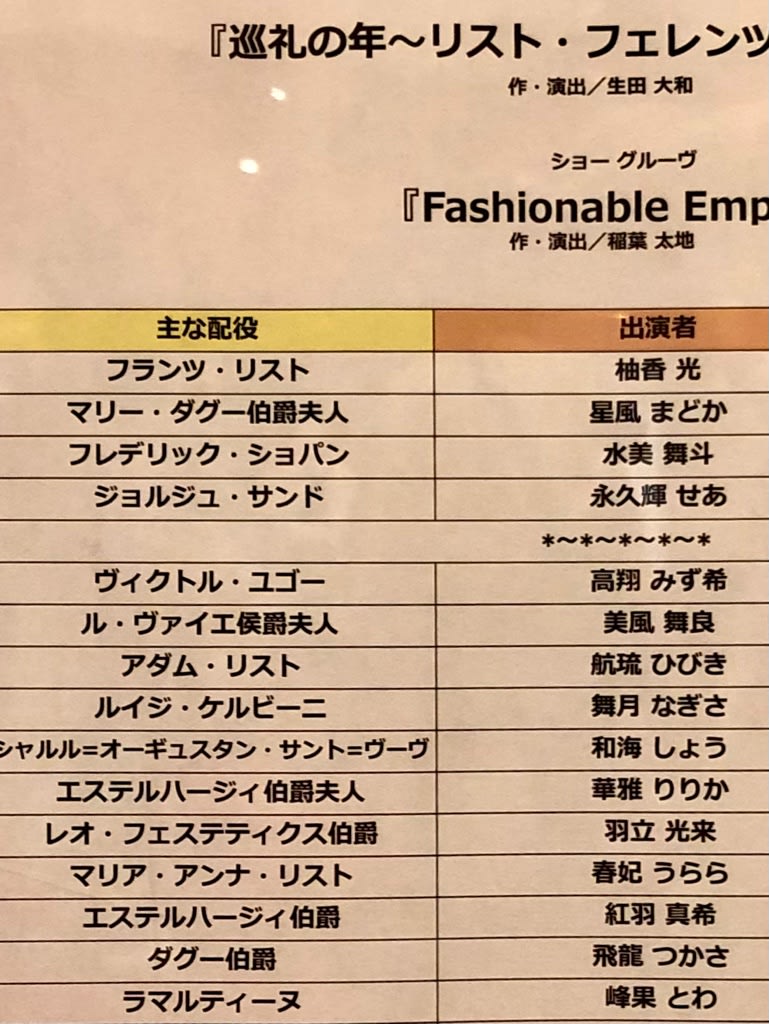 『巡礼の年～リスト・フェレンツ
作・演出／生田 大和
ショー グルーヴ
『Fashionable Emp
作・演出／稲葉 太地
主な配役 出演者
フランツ・リスト 柚香 光
マリー・ダグー伯爵夫人 星風 まどか
フレデリック・ショパン 水美 舞斗
ジョルジュ・サンド 永久輝 せあ
*～*～*～*～*
ヴィクトル・ユゴー 高翔 みず希
ル・ヴァイエ侯爵夫人 美風 舞良
アダム・リスト 航琉 ひびき
ルイジ・ケルビーニ 舞月 なぎさ
シャルル=オーギュスタン・サント=ヴーヴ 和海 しょう
エステルハージィ伯爵夫人 華雅 りりか
レオ・フェステティクス伯爵 羽立 光来
マリア・アンナ・リスト 春妃 うらら
エステルハージィ伯爵 紅羽 真希
ダグー伯爵 飛龍 つかさ
ラマルティーヌ 峰果 とわ